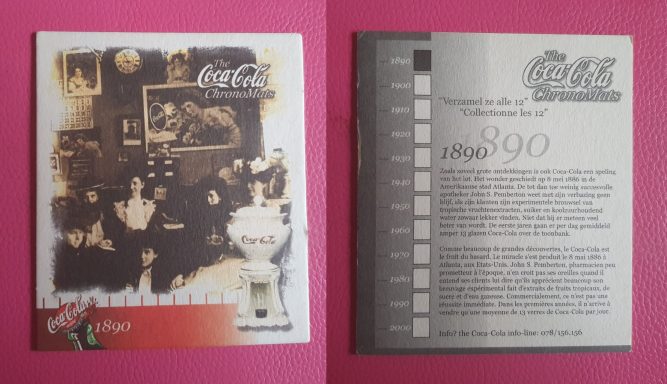 The
Coca-Cola
ChronoMats
Coca-Cola
Coca-Cola
1890
The
Coca-Cola
ChronoMats
"Verzamel ze alle 12"
"Collectionne les 12"
1890
1890
1890
1900
1910
1920
1930
1940
1950
1960
1970
1980
1990
2000
Zoals zoveel grote ontdekkingen is ook Coca-Cola een speling
van het lot. Het wonder geschiedt op 8 mei 1886 in de
Amerikaanse stad Atlanta. De tot dan toe weinig succesvolle
apotheker John S. Pemberton weet met zijn verbazing geen
blijf, als zijn klanten zijn experimentele brouwsel van
tropische vruchtenextracten, suiker en koolzuurhoudend
water zowaar lekker vinden. Niet dat hij er meteen veel
beter van wordt. De eerste jaren gaan er per dag gemiddeld
amper 13 glazen Coca-Cola over de toonbank.
Comme beaucoup de grandes découvertes, le Coca-Cola est
le fruit du hasard. Le miracle s'est produit le 8 mai 1886 à
Atlanta, aux Etats-Unis. John S. Pemberton, pharmacien peu
prometteur à l'époque, n'en croit pas ses oreilles quand il
entend ses clients lui dire qu'ils apprécient beaucoup son
breuvage expérimental fait d'extraits de fruits tropicaux, de
sucre et d'eau gazeuse. Commercialement, ce n'est pas une
réussite immédiate. Dans les premières années, il n'arrive à
vendre qu'une moyenne de 13 verres de Coca-Cola par jour.
Info? the Coca-Cola info-line: 078/156.156